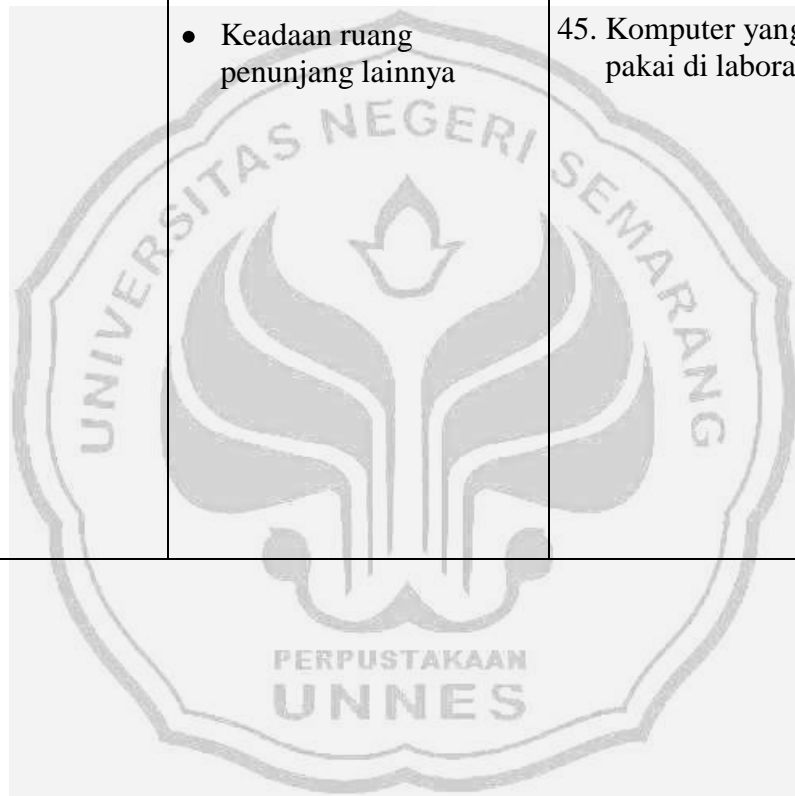 • Keadaan ruang
penunjang lainnya
45. Komputer yang
pakai di labora
UNIVERSITAS NEGERI SEMARANG
PERPUSTAKAAN
UNNES